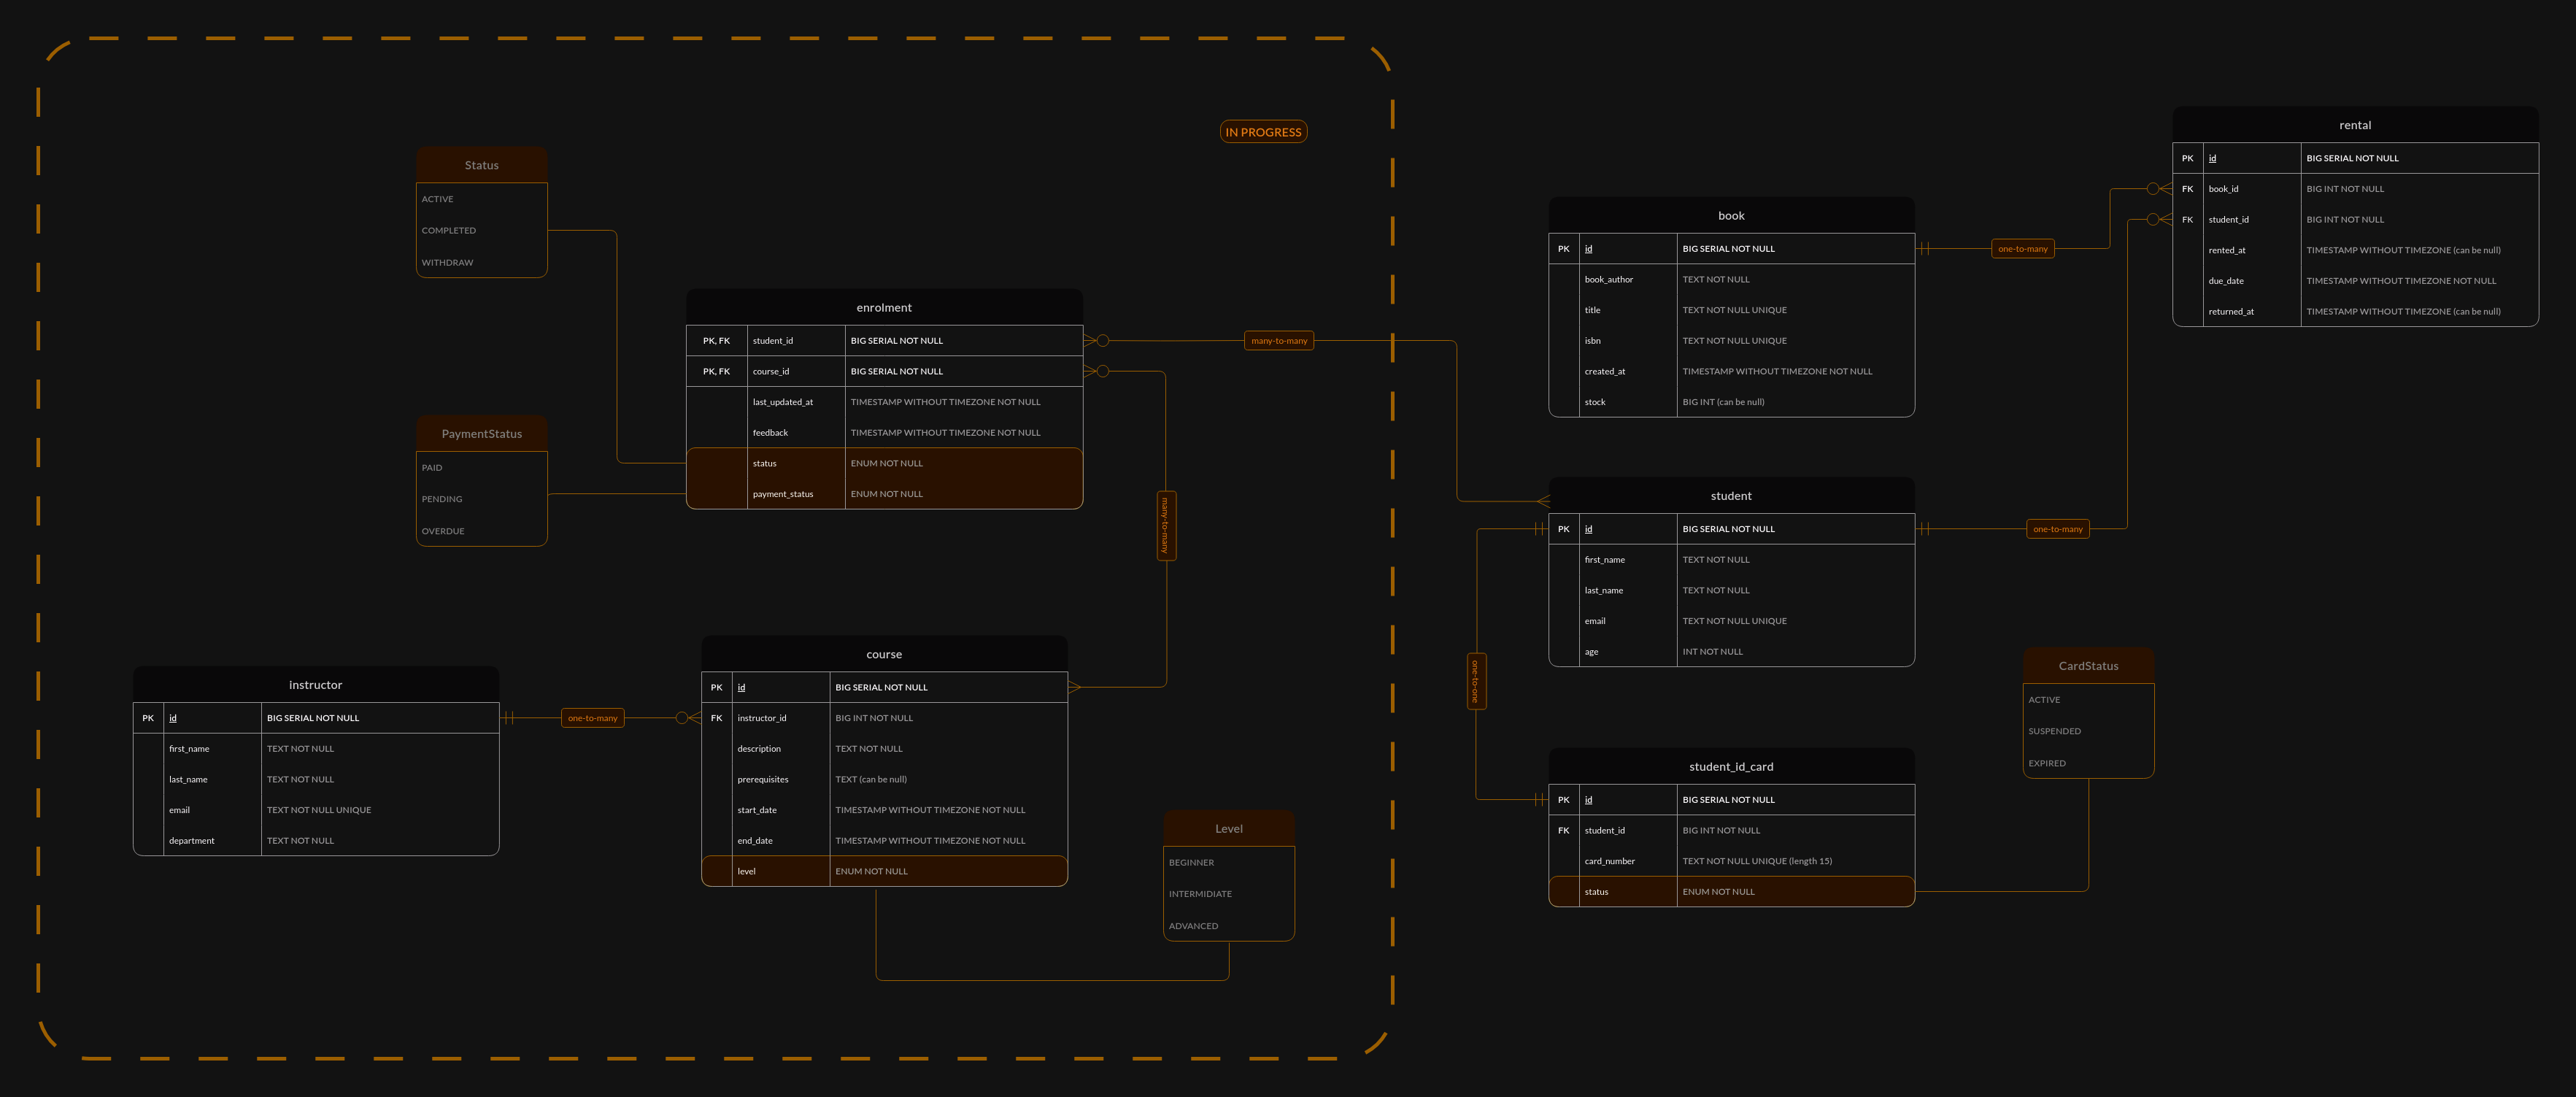 IN PROGRESS
Status
ACTIVE
COMPLETED
WITHDRAW
PaymentStatus
PAID
PENDING
OVERDUE
enrolment
PK, FK student_id BIG SERIAL NOT NULL
PK, FK course_id BIG SERIAL NOT NULL
last_updated_at TIMESTAMP WITHOUT TIMEZONE NOT NULL
feedback TIMESTAMP WITHOUT TIMEZONE NOT NULL
status ENUM NOT NULL
payment_status ENUM NOT NULL
many-to-many
many-to-many
instructor
PK id BIG SERIAL NOT NULL
first_name TEXT NOT NULL
last_name TEXT NOT NULL
email TEXT NOT NULL UNIQUE
department TEXT NOT NULL
one-to-many
course
PK id BIG SERIAL NOT NULL
FK instructor_id BIG INT NOT NULL
description TEXT NOT NULL
prerequisites TEXT (can be null)
start_date TIMESTAMP WITHOUT TIMEZONE NOT NULL
end_date TIMESTAMP WITHOUT TIMEZONE NOT NULL
level ENUM NOT NULL
Level
BEGINNER
INTERMIDIATE
ADVANCED
book
PK id BIG SERIAL NOT NULL
book_author TEXT NOT NULL
title TEXT NOT NULL UNIQUE
isbn TEXT NOT NULL UNIQUE
created_at TIMESTAMP WITHOUT TIMEZONE NOT NULL
stock BIG INT (can be null)
one-to-many
rental
PK id BIG SERIAL NOT NULL
FK book_id BIG INT NOT NULL
FK student_id BIG INT NOT NULL
rented_at TIMESTAMP WITHOUT TIMEZONE (can be null)
due_date TIMESTAMP WITHOUT TIMEZONE NOT NULL
returned_at TIMESTAMP WITHOUT TIMEZONE (can be null)
student
PK id BIG SERIAL NOT NULL
first_name TEXT NOT NULL
last_name TEXT NOT NULL
email TEXT NOT NULL UNIQUE
age INT NOT NULL
one-to-many
one-to-one
student_id_card
PK id BIG SERIAL NOT NULL
FK student_id BIG INT NOT NULL
card_number TEXT NOT NULL UNIQUE (length 15)
status ENUM NOT NULL
CardStatus
ACTIVE
SUSPENDED
EXPIRED